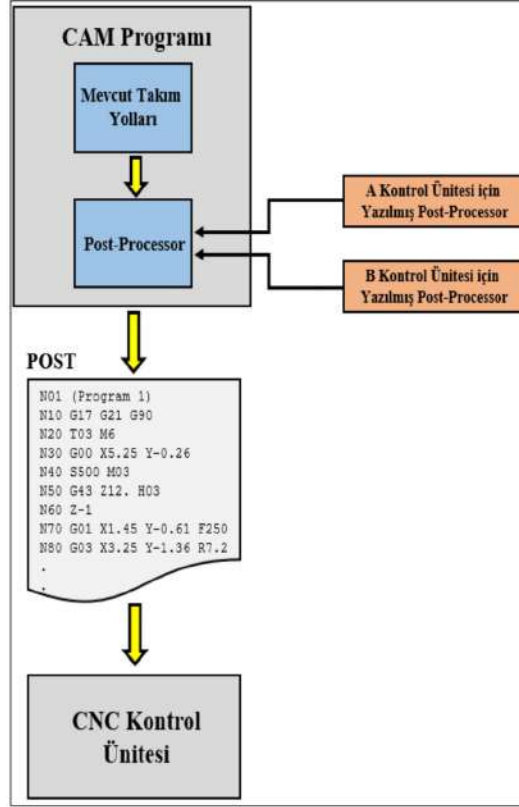 CAM Programı
Mevcut Takım
Yolları
Post-Processor
A Kontrol Ünitesi için
Yazılmış Post-Processor
B Kontrol Ünitesi için
Yazılmış Post-Processor
POST
N01 (Program 1)
N10 G17 G21 G90
N20 T03 M6
N30 G00 X5.25 Y-0.26
N40 S500 M03
N50 G43 Z12. H03
N60 Z-1
N70 G01 X1.45 Y-0.61 F250
N80 G03 X3.25 Y-1.36 R7.2
.
.
CNC Kontrol
Ünitesi